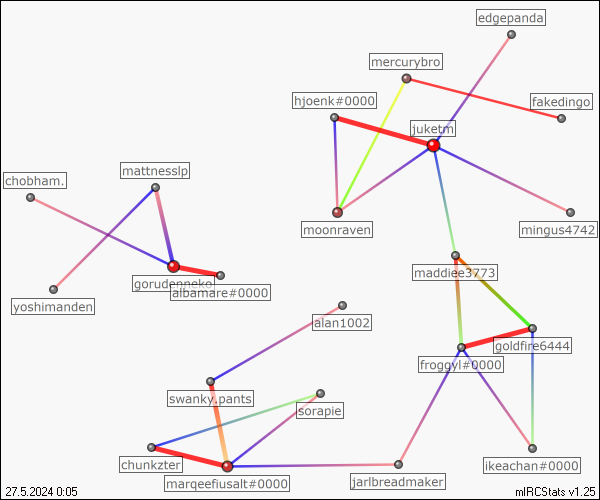 edgepanda
mercurybro
hjoenk#0000
fakedingo
juketm
mattnesslp
chobham.
moonraven
mingus4742
maddiee3773
gorudenneko
albamare#0000
yoshimanden
alan1002
goldfire6444
froggyl#0000
swanky.pants
sorapie
chunkzter
ikeachan#0000
marqeefiusalt#0000
jarlbreadmaker
27.5.2024 0:05
mIRCStats v1.25